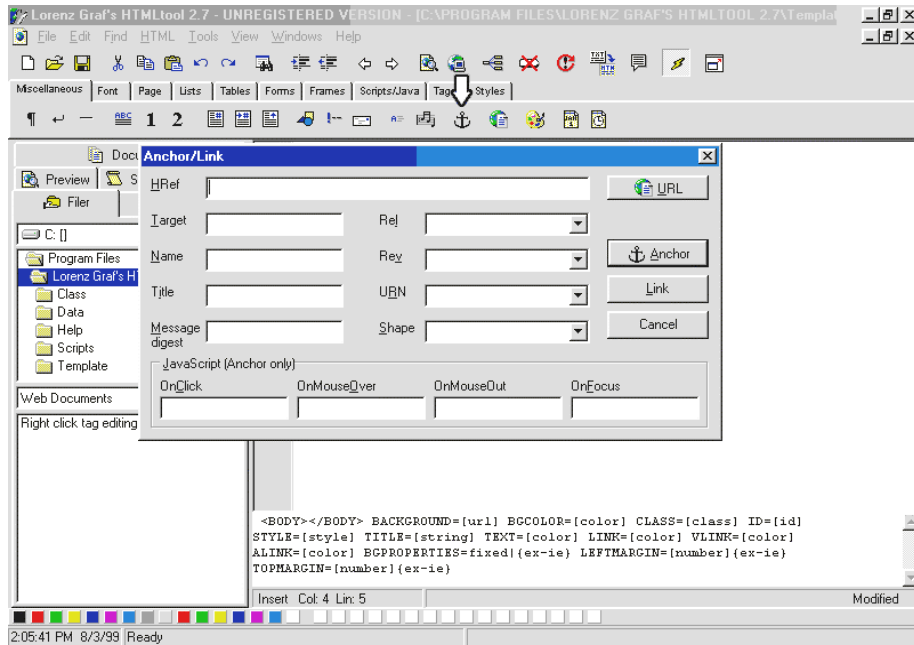 Lorenz Graf's HTMLtool 2.7 - UNREGISTERED VERSION - [C:\PROGRAM FILES\LORENZ GRAF'S HTMLTOOL 2.7\Templat
File Edit Find HTML Tools View Windows Help
Miscellaneous Font Page Lists Tables Forms Frames Scripts/Java Tag Styles
¶ ABC 1 2
Docu
Anchor/Link
Preview S
HRef URL
Filer
Target Rel
C: []
Name Rev Anchor
Program Files
Lorenz Graf's H
Title URN Link
Class
Data
Message digest Shape Cancel
Help
Scripts
Template
JavaScript (Anchor only)
OnClick OnMouseOver OnMouseOut OnFocus
Web Documents
Right click tag editing
<BODY></BODY> BACKGROUND=[url] BGCOLOR=[color] CLASS=[class] ID=[id]
STYLE=[style] TITLE=[string] TEXT=[color] LINK=[color] VLINK=[color]
ALINK=[color] BGPROPERTIES=fixed|{ex-ie} LEFTMARGIN=[number]{ex-ie}
TOPMARGIN=[number]{ex-ie}
Insert Col: 4 Lin: 5 Modified
2:05:41 PM 8/3/99 Ready